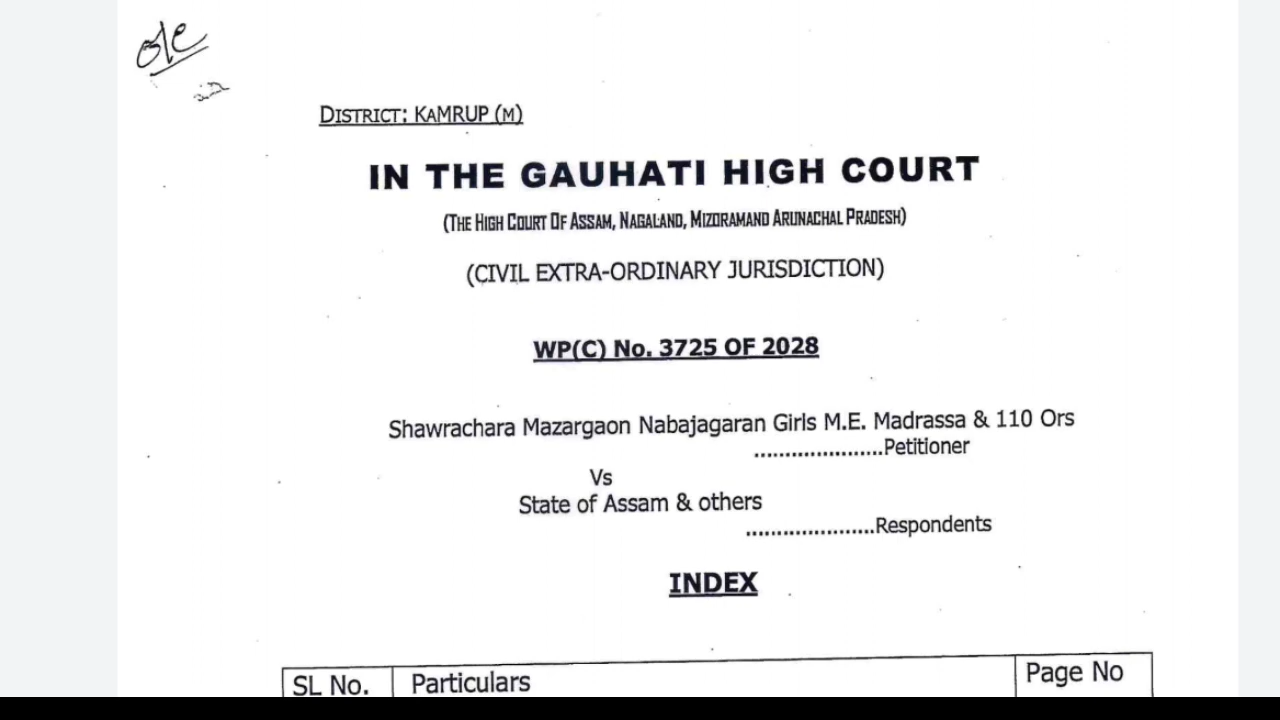 DISTRICT: KAMRUP (M)
IN THE GAUHATI HIGH COURT
(THE HIGH COURT OF ASSAM, NAGALAND, MIZORAMAND ARUNACHAL PRADESH)
(CIVIL EXTRA-ORDINARY JURISDICTION)
WP(C) No. 3725 OF 2028
Shawrachara Mazargaon Nabajagaran Girls M.E. Madrassa & 110 Ors
.....................Petitioner
Vs
State of Assam & others
.....................Respondents
INDEX
SL No. Particulars Page No